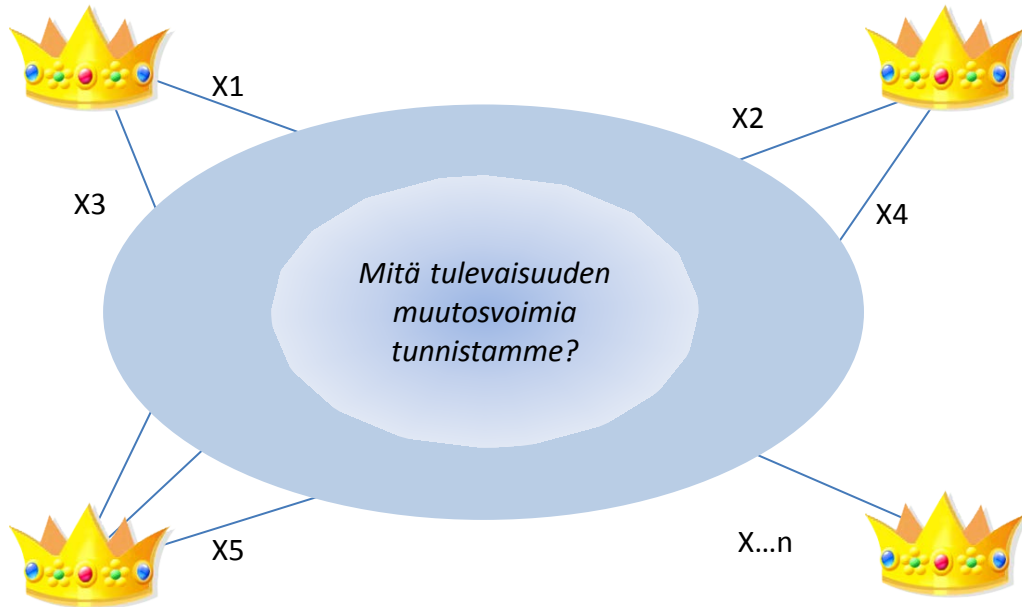 X1
X2
X3
X4
Mitä tulevaisuuden
muutosvoimia
tunnistamme?
X5
X...n